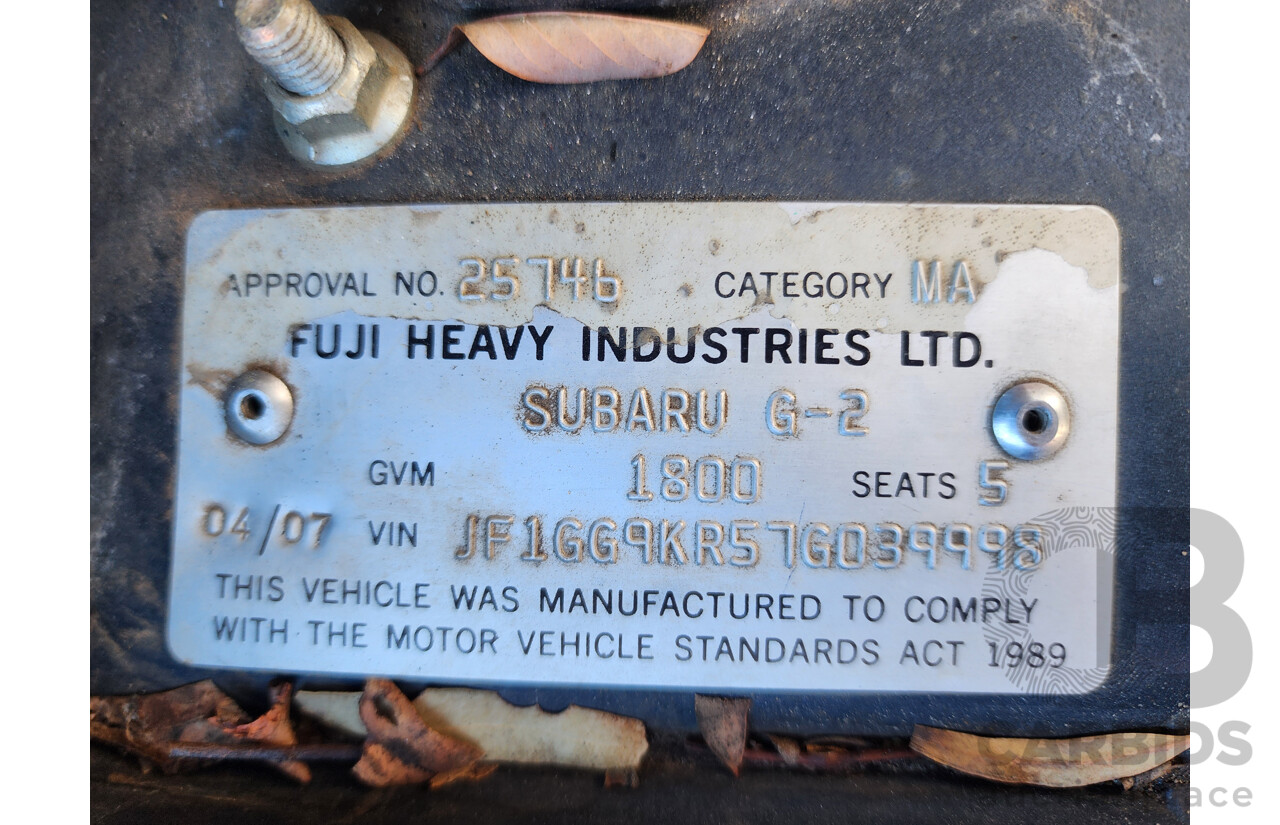 APPROVAL NO. 25746 CATEGORY MA
FUJI HEAVY INDUSTRIES LTD.
SUBARU G-2
GVM 1800 SEATS 5
04/07 VIN JF1GG9KR57G039998
THIS VEHICLE WAS MANUFACTURED TO COMPLY
WITH THE MOTOR VEHICLE STANDARDS ACT 1989
CARBIDS